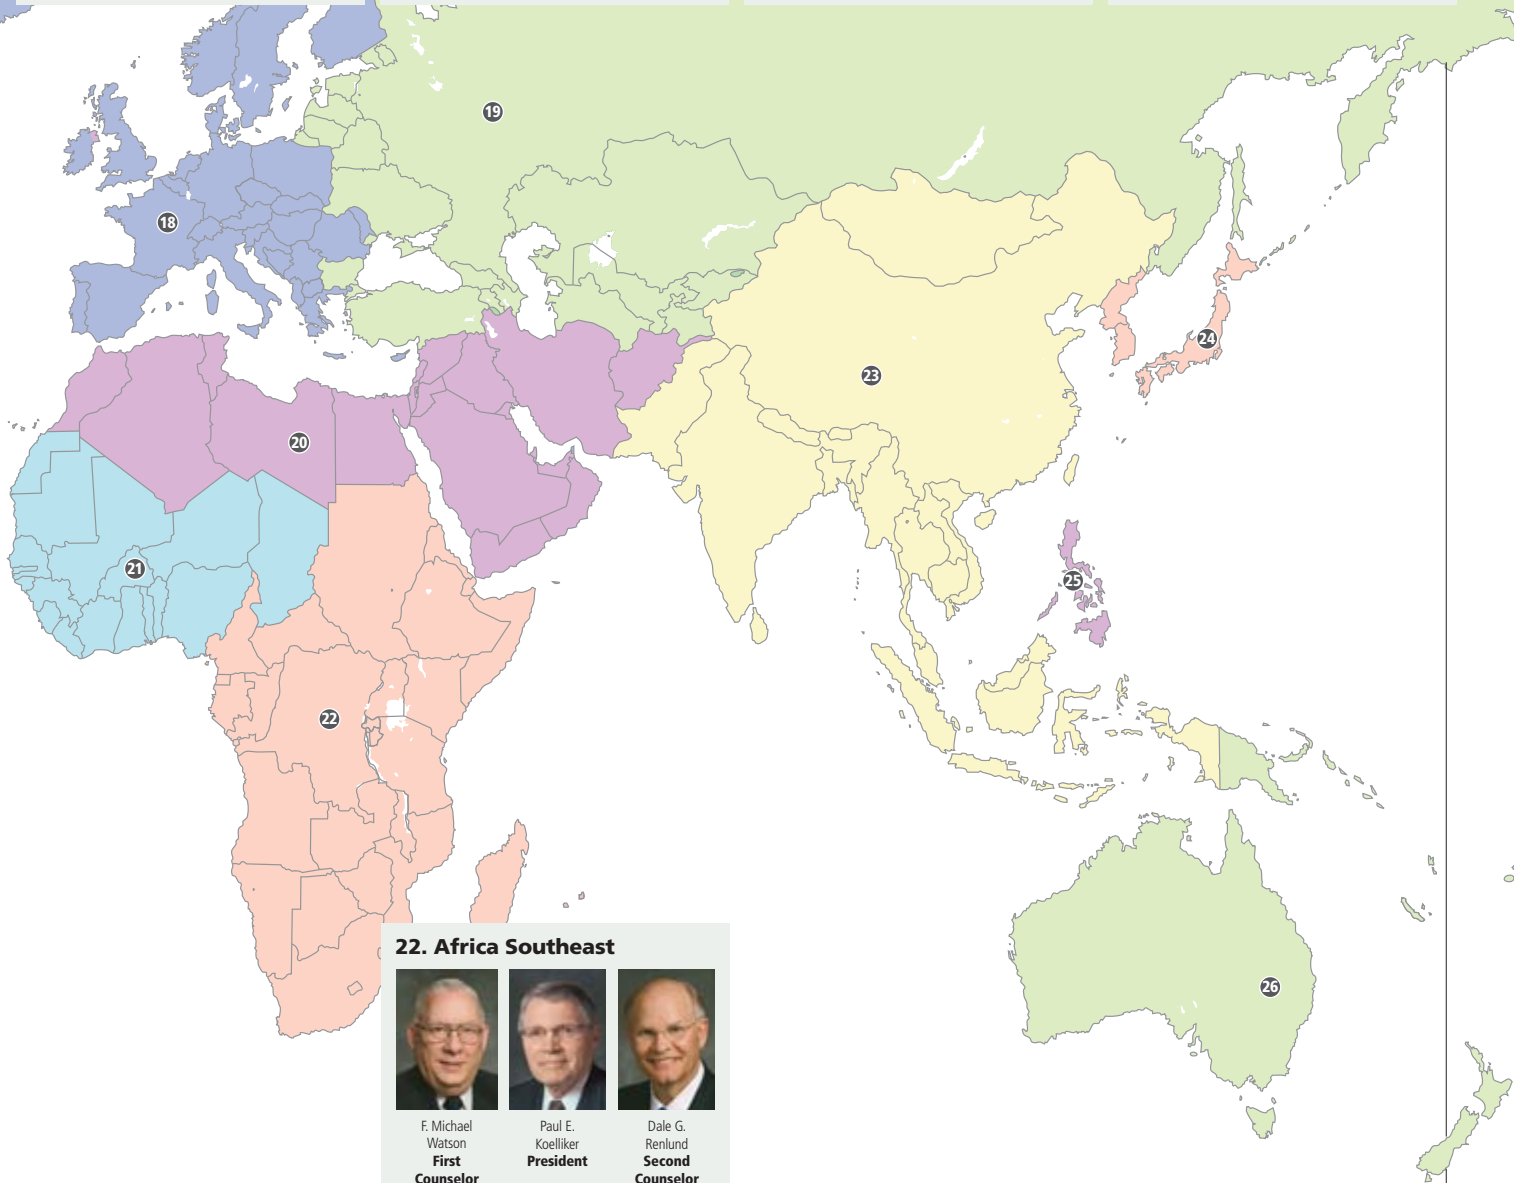 19
18
24
23
20
21
25
22
26
22. Africa Southeast
F. Michael
Watson
First
Counselor
Paul E.
Koelliker
President
Dale G.
Renlund
Second
Counselor